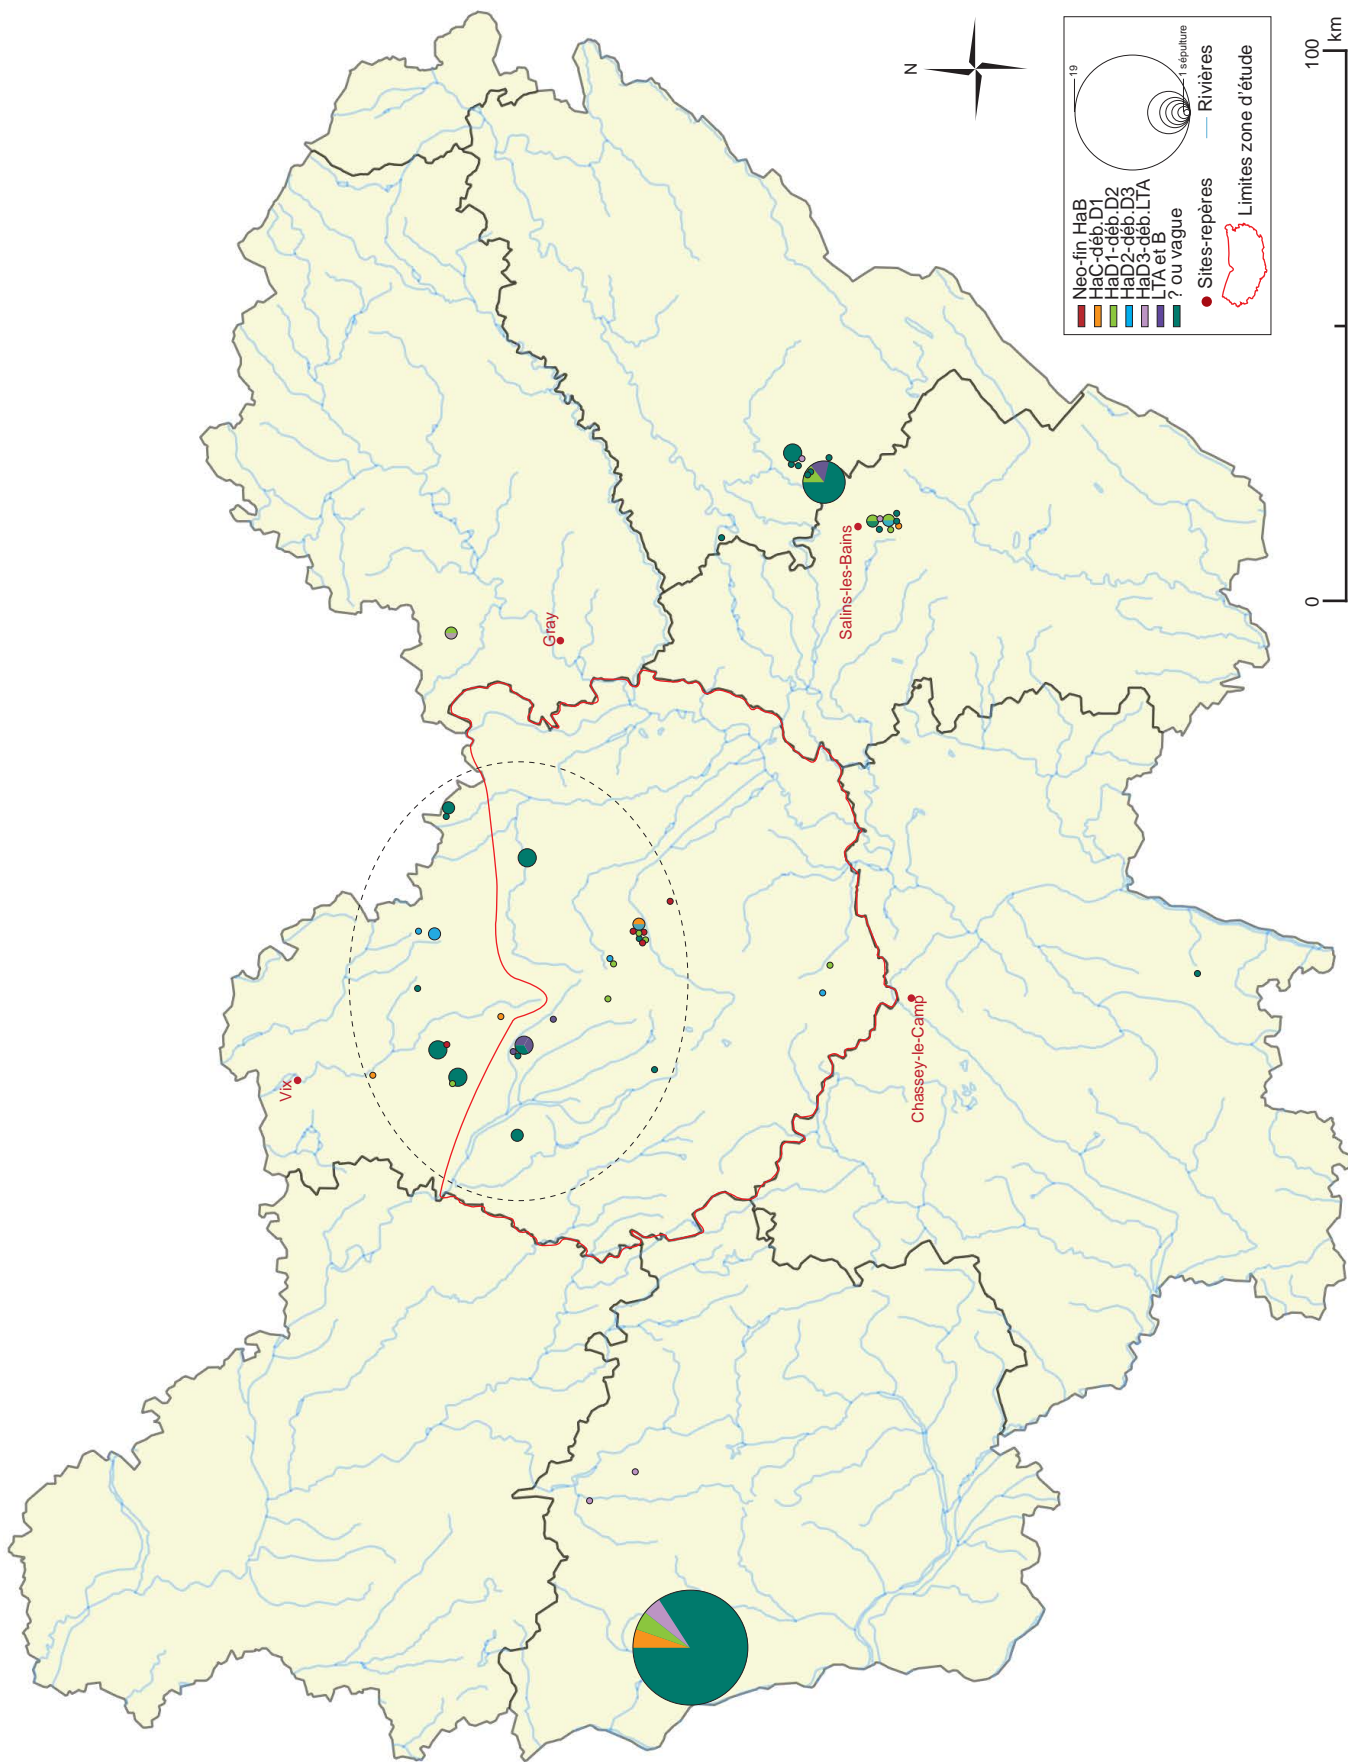 Vix
Gray
Salins-les-Bains
Chassey-le-Camp
N
Neo-fin HaB
HaC-déb.D1
HaD1-déb.D2
HaD2-déb.D3
HaD3-déb.LTA
LTA et B
? ou vague
19
1 sépulture
Sites-repères
Rivières
Limites zone d'étude
0
100
km